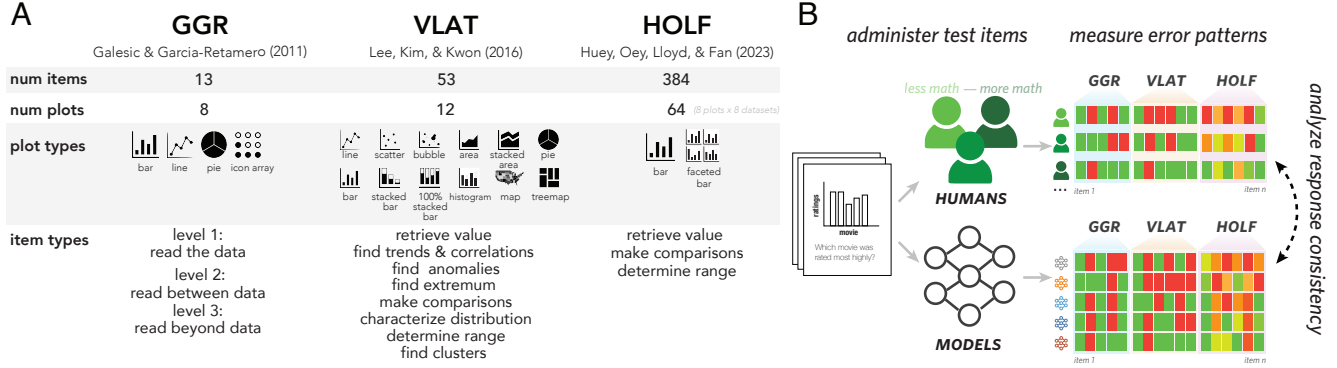 A
GGR
Galesic & Garcia-Retamero (2011)
VLAT
Lee, Kim, & Kwon (2016)
HOLF
Huey, Oey, Lloyd, & Fan (2023)
num items
13
53
384
num plots
8
12
64 (8 plots x 8 datasets)
plot types
bar
line
pie
icon array
line
scatter
bubble
area
stacked
area
pie
bar
stacked
bar
100%
stacked
bar
histogram
map
treemap
bar
faceted
bar
item types
level 1:
read the data
level 2:
read between data
level 3:
read beyond data
retrieve value
find trends & correlations
find anomalies
find extremum
make comparisons
characterize distribution
determine range
find clusters
retrieve value
make comparisons
determine range
B
administer test items
less math — more math
HUMANS
ratings
movie
Which movie was
rated most highly?
MODELS
measure error patterns
GGR
VLAT
HOLF
...
item 1
item n
GGR
VLAT
HOLF
item 1
item n
analyze response consistency